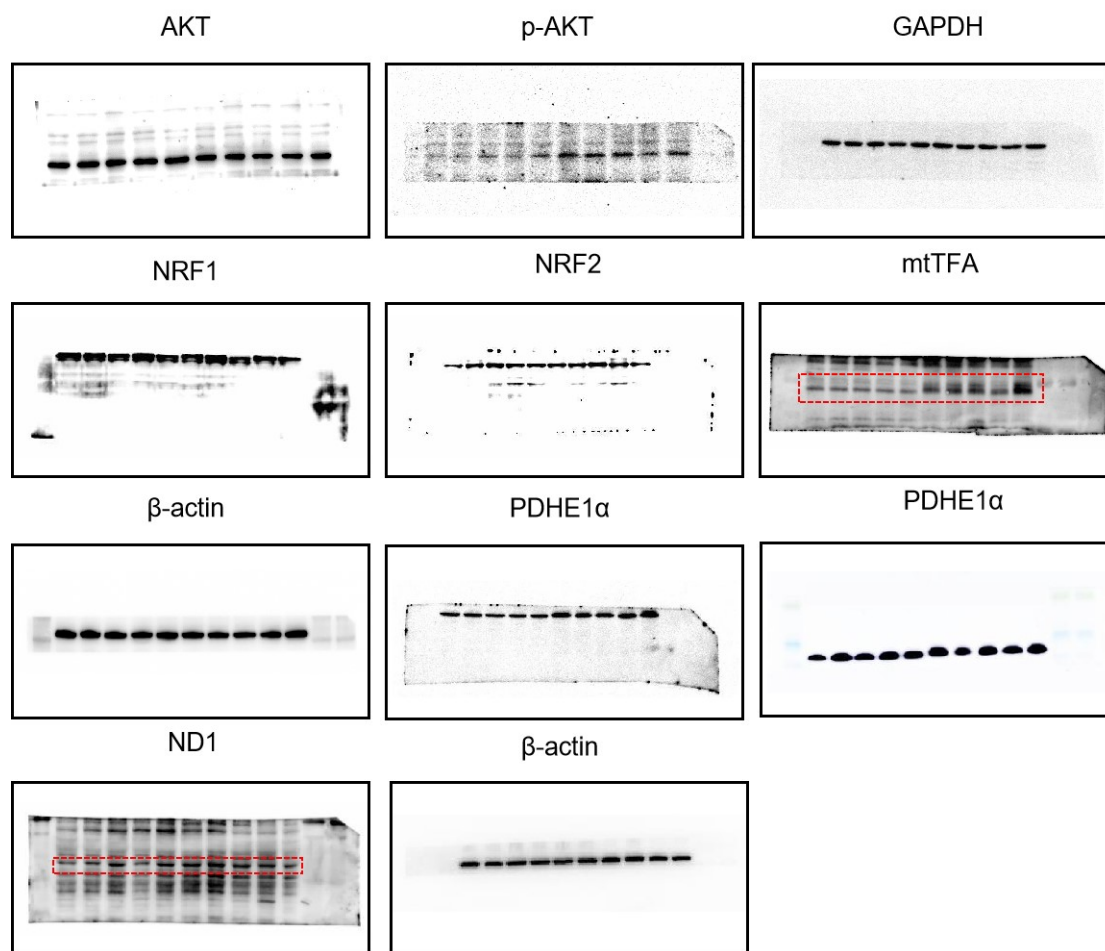 AKT
p-AKT
GAPDH
NRF1
NRF2
mtTFA
β-actin
PDHE1α
PDHE1α
ND1
β-actin